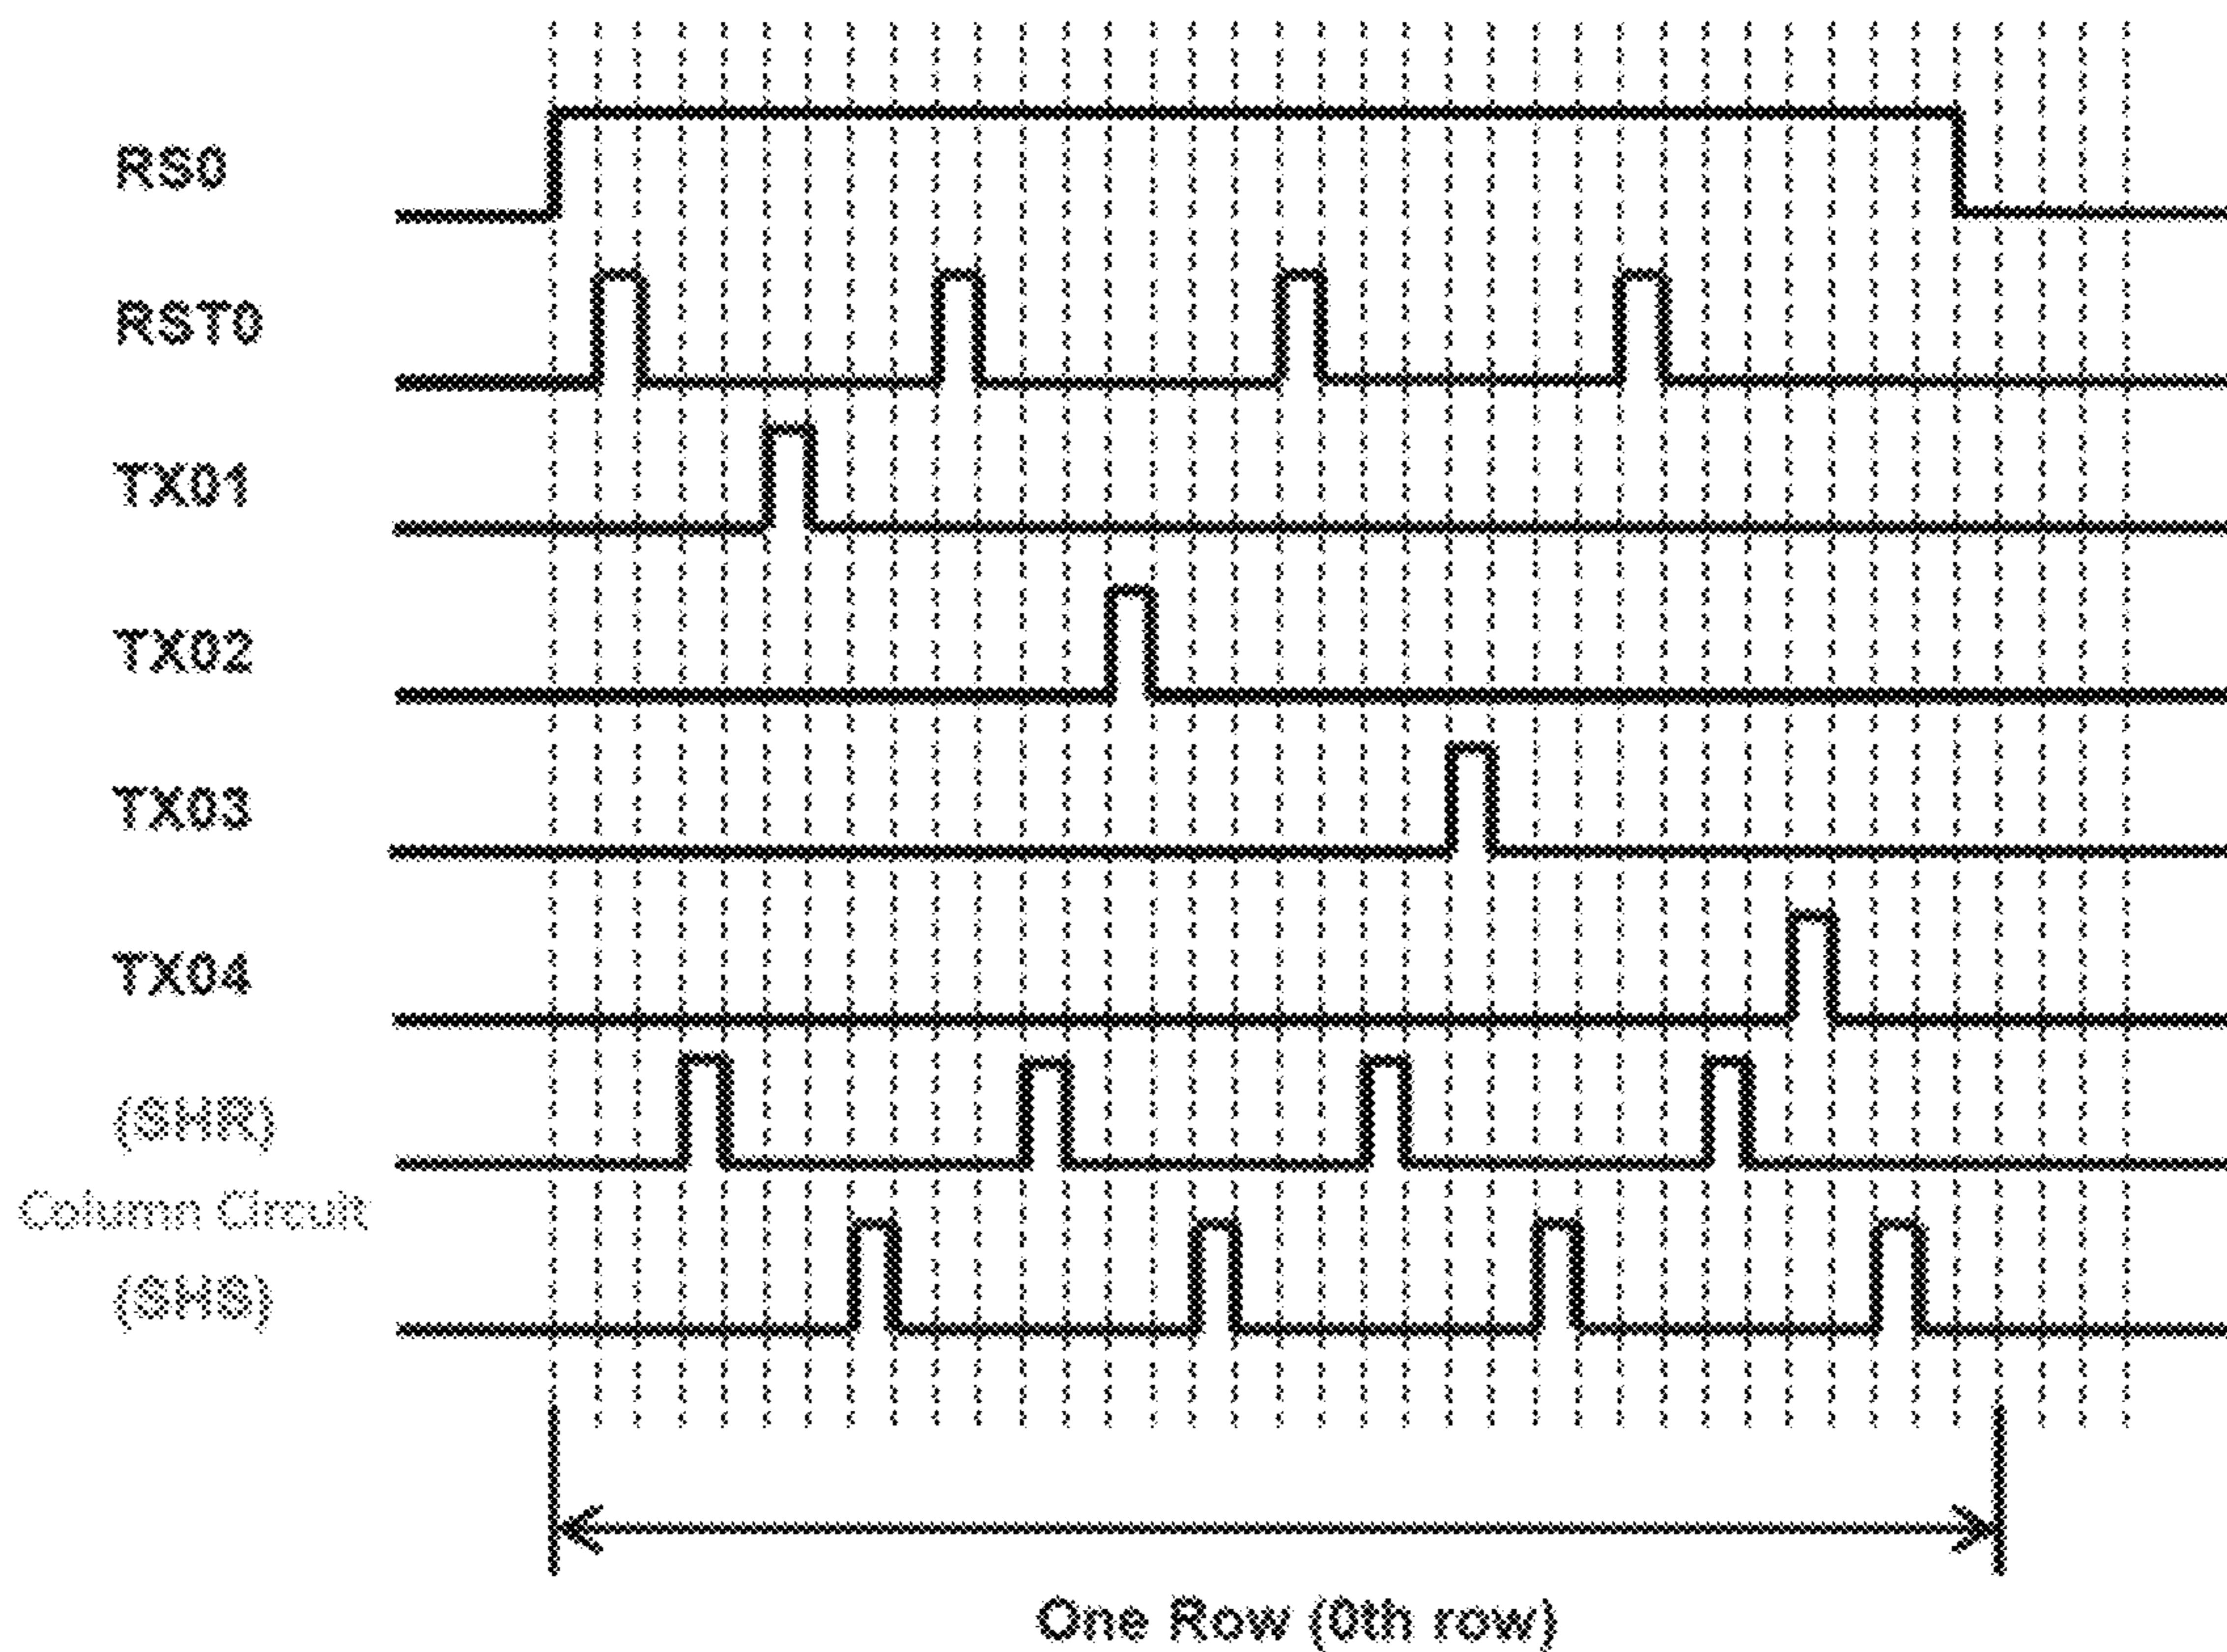 RS0
RST0
TX01
TX02
TX03
TX04
(SHR)
Column Circuit
(SHS)
One Row (0th row)